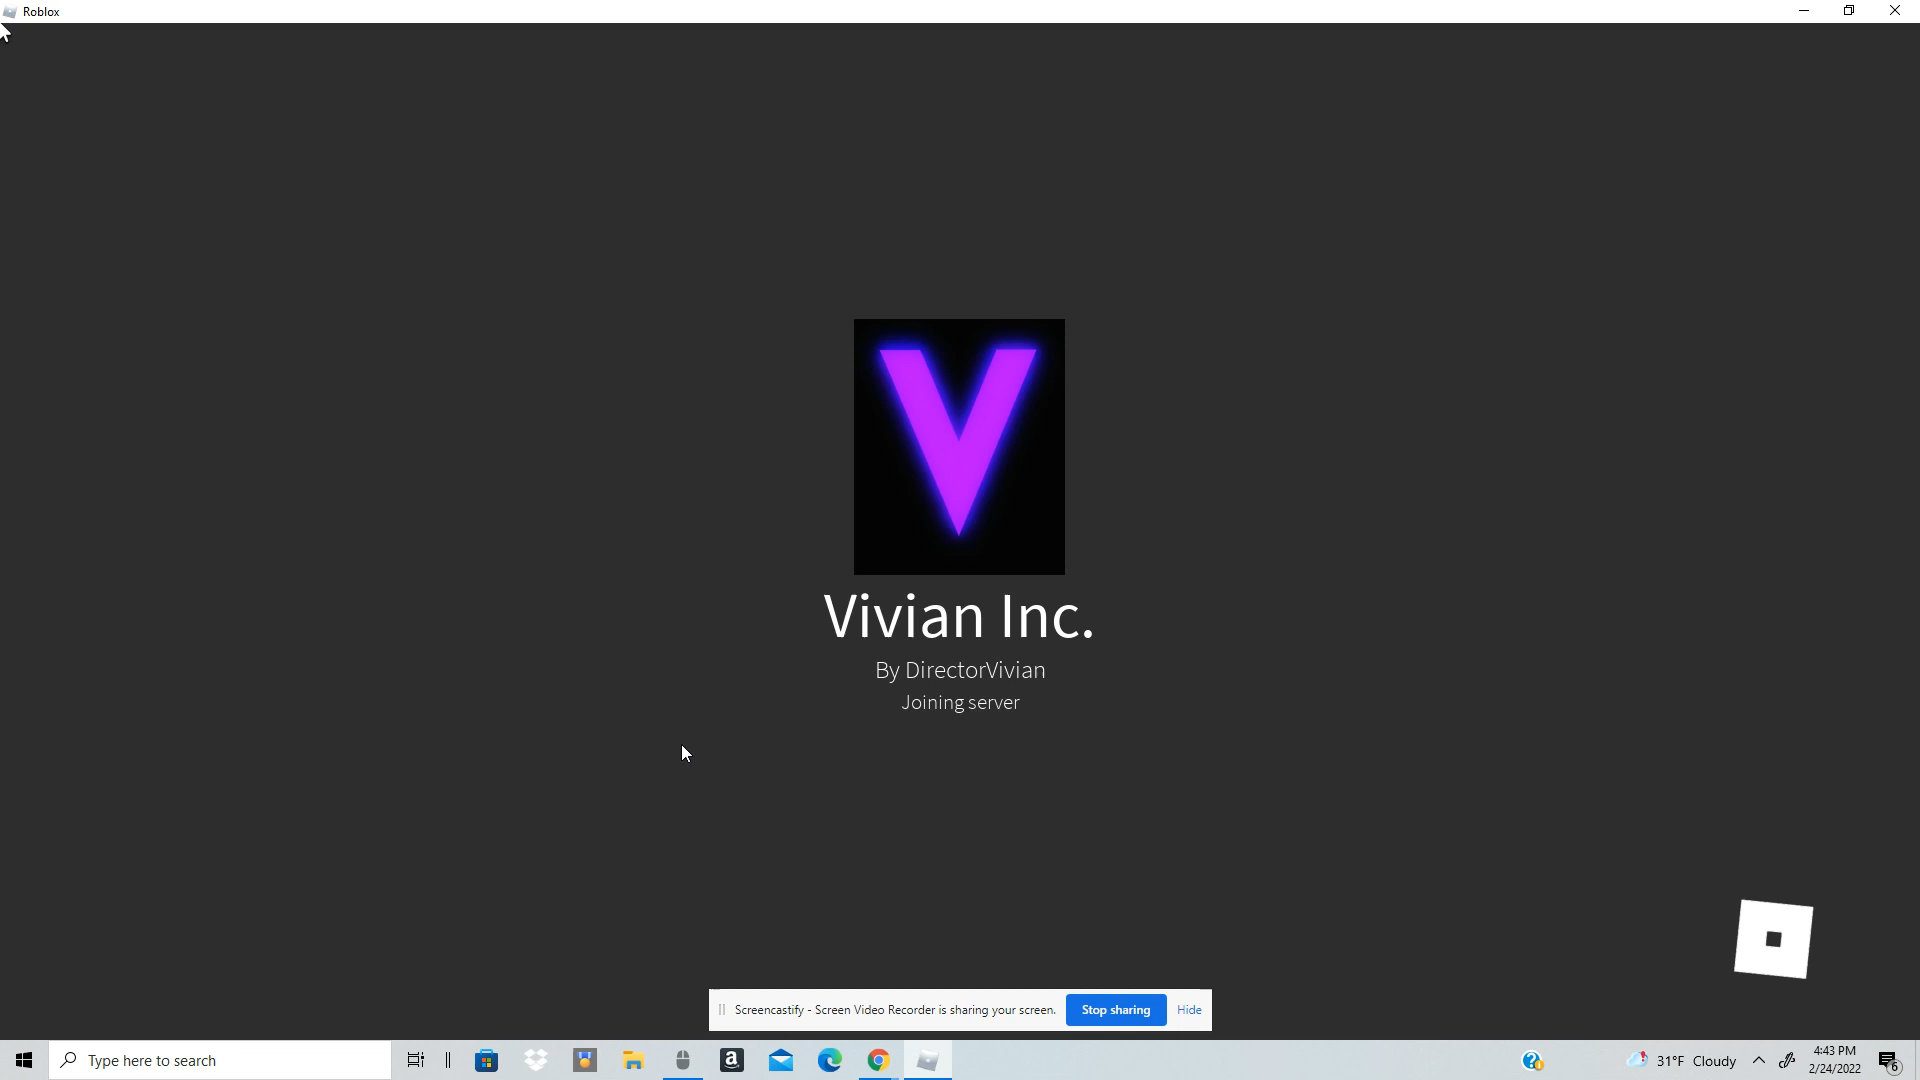 Roblox
V
Vivian Inc.
By DirectorVivian
Joining server
Screencastify - Screen Video Recorder is sharing your screen. Stop sharing Hide
Type here to search
a
31°F Cloudy
4:43 PM
2/24/2022
6